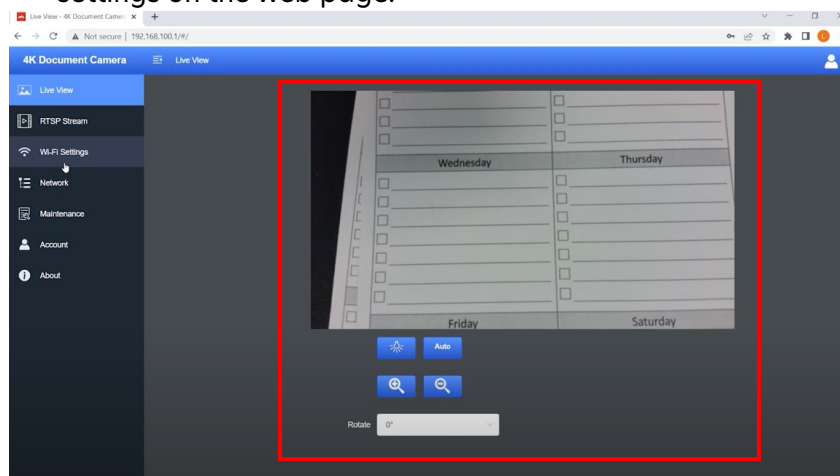 settings on the web page.
Live View - 4K Document Camer
Not secure | 192.168.100.1/#/
L
4K Document Camera
Live View
Live View
RTSP Stream
Wi-Fi Settings
Network
Maintenance
Account
About
Wednesday
Thursday
Friday
Saturday
Auto
Rotate
0°